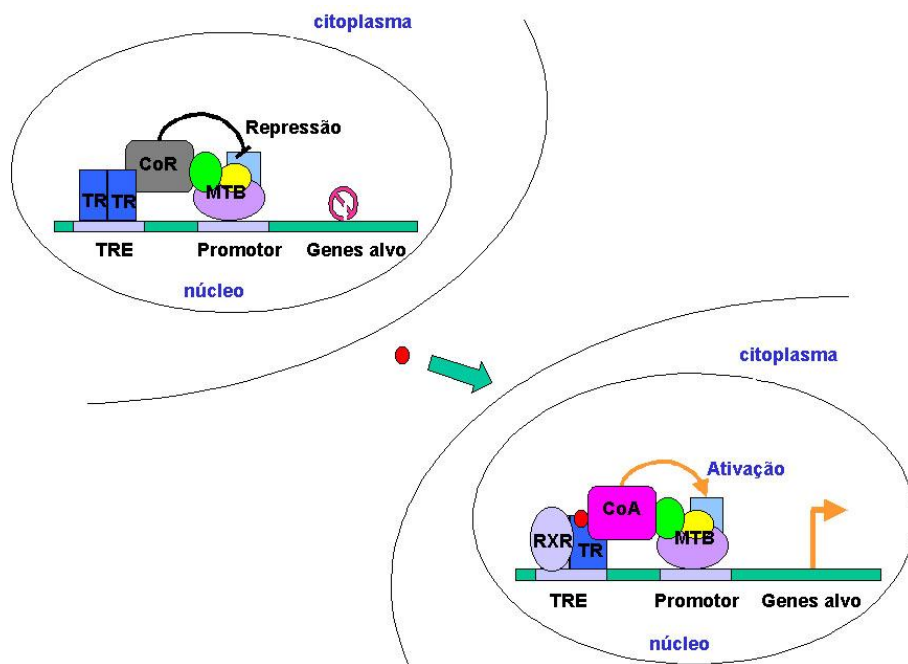 citoplasma
Repressão
CoR
MTB
TR TR
TRE Promotor Genes alvo
núcleo
citoplasma
Ativação
CoA
RXR TR MTB
TRE Promotor Genes alvo
núcleo